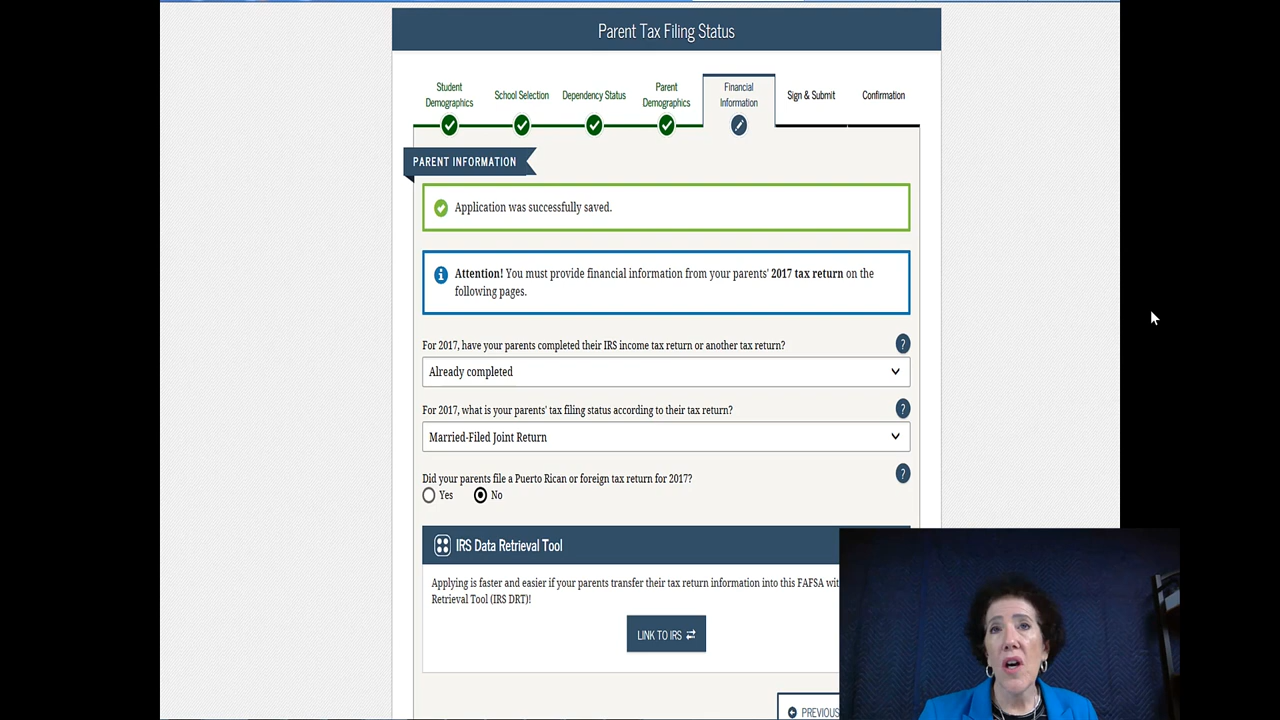 Parent Tax Filing Status
Student
Demographics
School Selection
Dependency Status
Parent
Demographics
Financial
Information
Sign & Submit
Confirmation
PARENT INFORMATION
Application was successfully saved.
Attention! You must provide financial information from your parents' 2017 tax return on the
following pages.
For 2017, have your parents completed their IRS income tax return or another tax return?
?
Already completed
For 2017, what is your parents' tax filing status according to their tax return?
?
Married-Filed Joint Return
Did your parents file a Puerto Rican or foreign tax return for 2017?
?
Yes
No
IRS Data Retrieval Tool
Applying is faster and easier if your parents transfer their tax return information into this FAFSA
Retrieval Tool (IRS DRT)!
LINK TO IRS
PREVIOUS